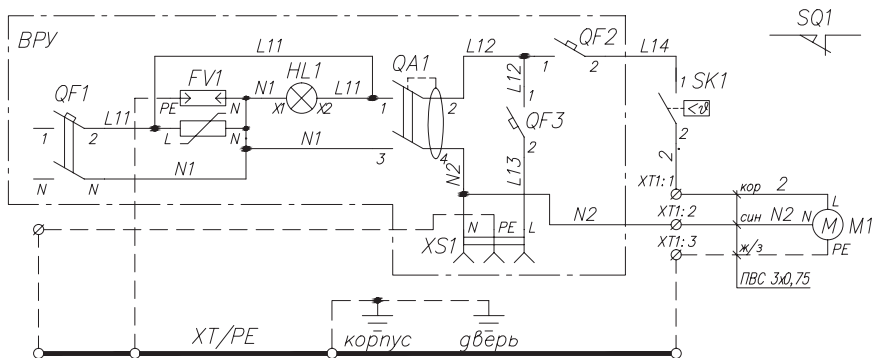 SQ1
ВРУ
L11
QF2
L14
FV1
N1
HL1
L11
QA1
L12
1
2
1
SK1
QF1
L11
PE
N
X1
X2
1
2
L12
1
<𝜗
1
2
L
N
QF3
2
N
N
N1
N1
3
4
2
2
N2
L13
XT1: 1
кор
2
L
XT1: 2
син
N2
N
M
M1
N2
XS1
N
PE
L
XT1: 3
ж/з
PE
ПВС 3x0,75
XT/PE
корпус
дверь